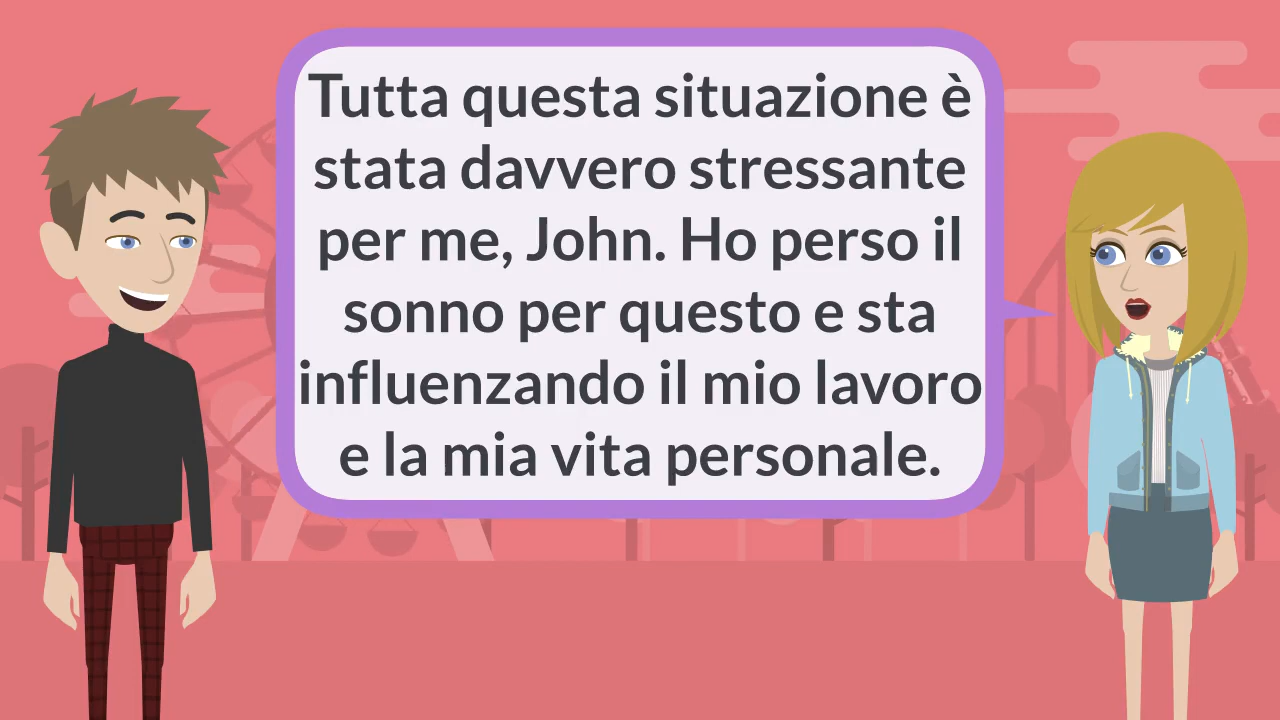 Tutta questa situazione è
stata davvero stressante
per me, John. Ho perso il
sonno per questo e sta
influenzando il mio lavoro
e la mia vita personale.